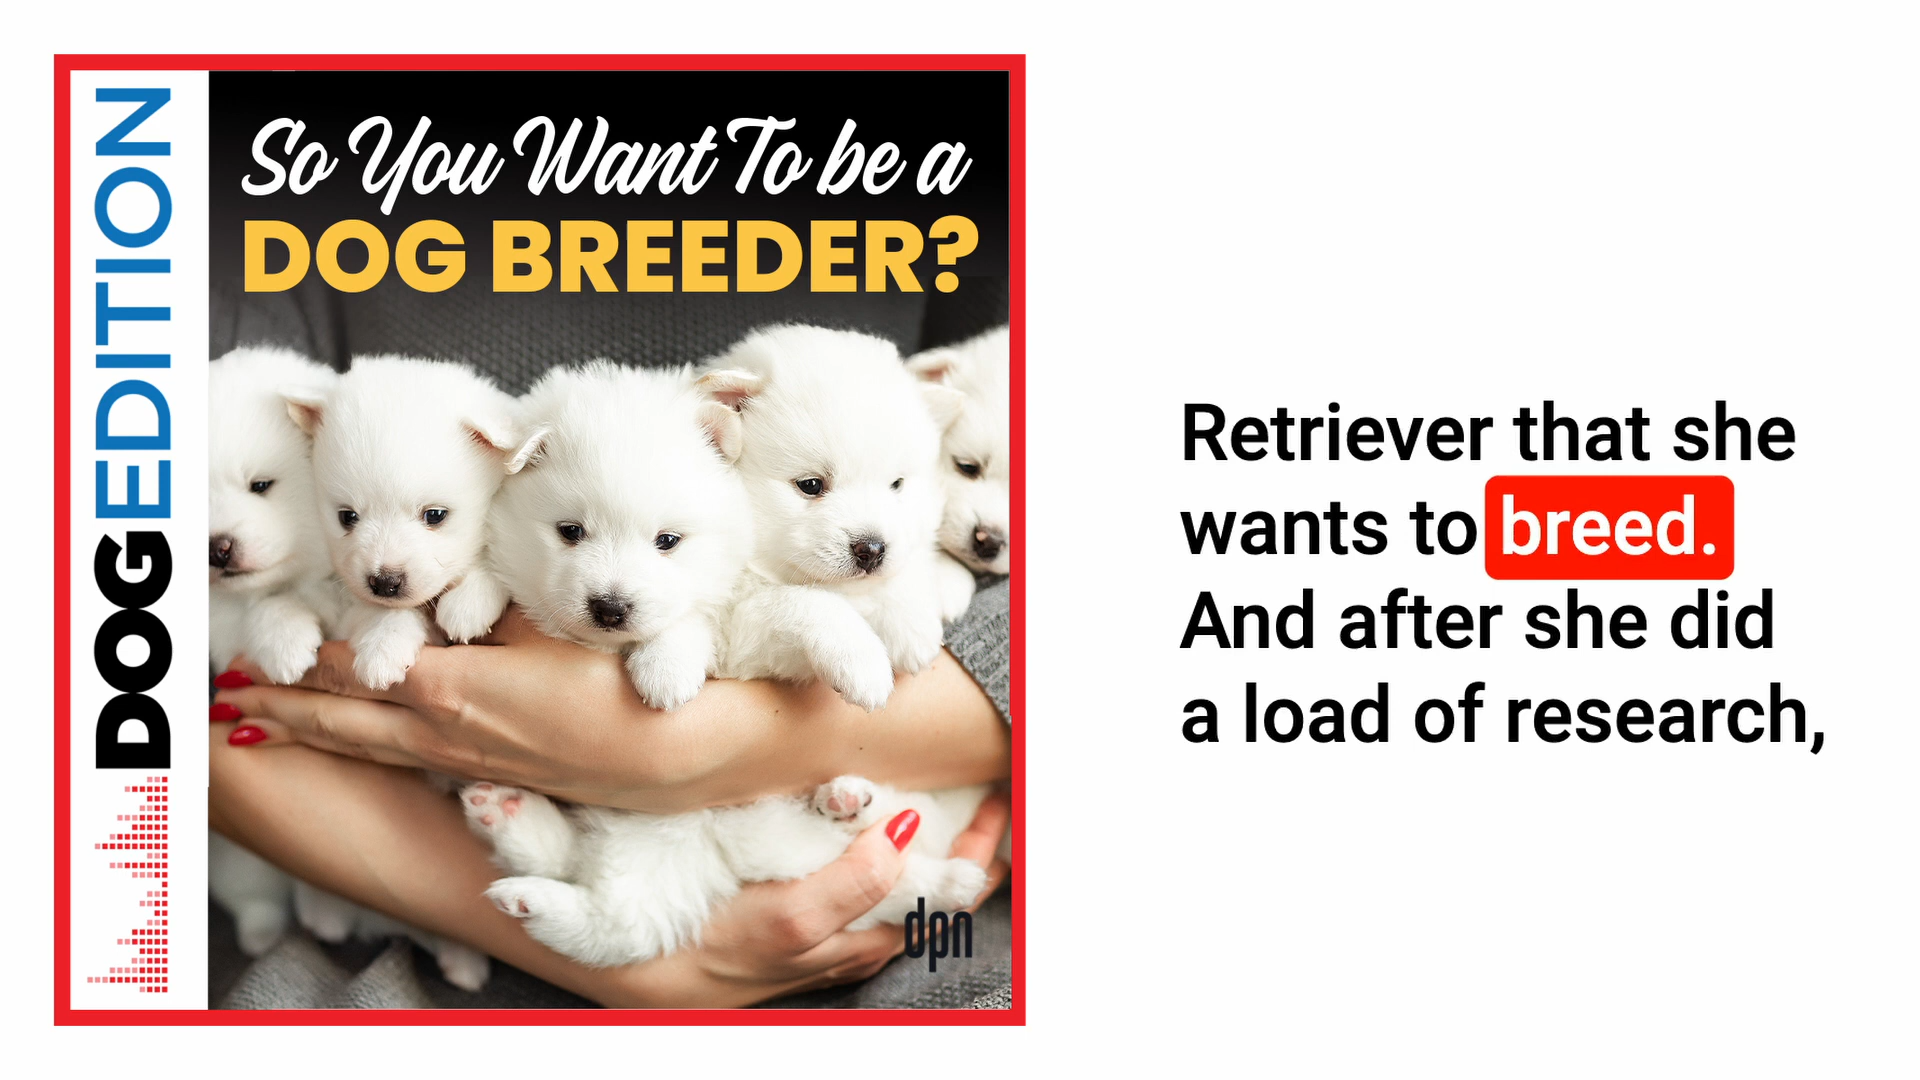 DOGEDITION
So You Want To be a
DOG BREEDER?
dpn
Retriever that she
wants to breed.
And after she did
a load of research,